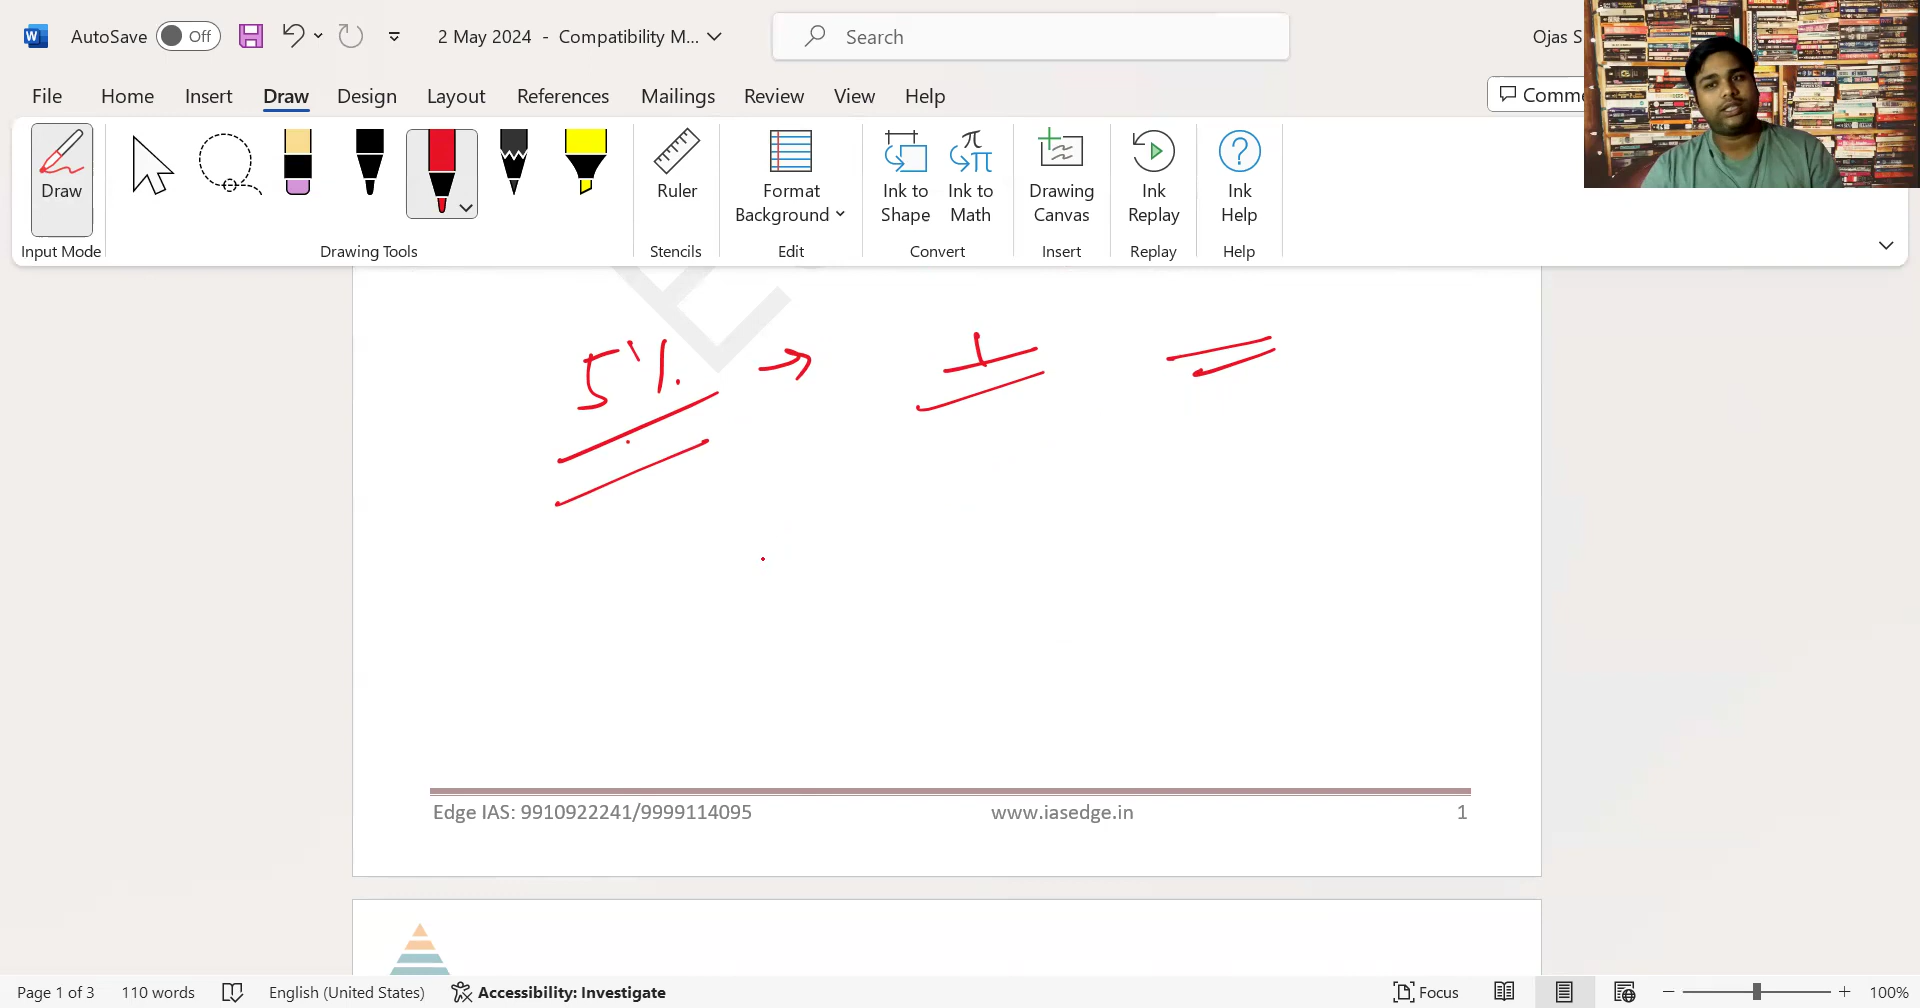 AutoSave Off 2 May 2024 - Compatibility M... Search Ojas S
File Home Insert Draw Design Layout References Mailings Review View Help Comme
Draw Ruler Format Background Ink to Shape Ink to Math Drawing Canvas Ink Replay Ink Help
Input Mode Drawing Tools Stencils Edit Convert Insert Replay Help
5% →
Edge IAS: 9910922241/9999114095 www.iasedge.in 1
Page 1 of 3 110 words English (United States) Accessibility: Investigate Focus 100%